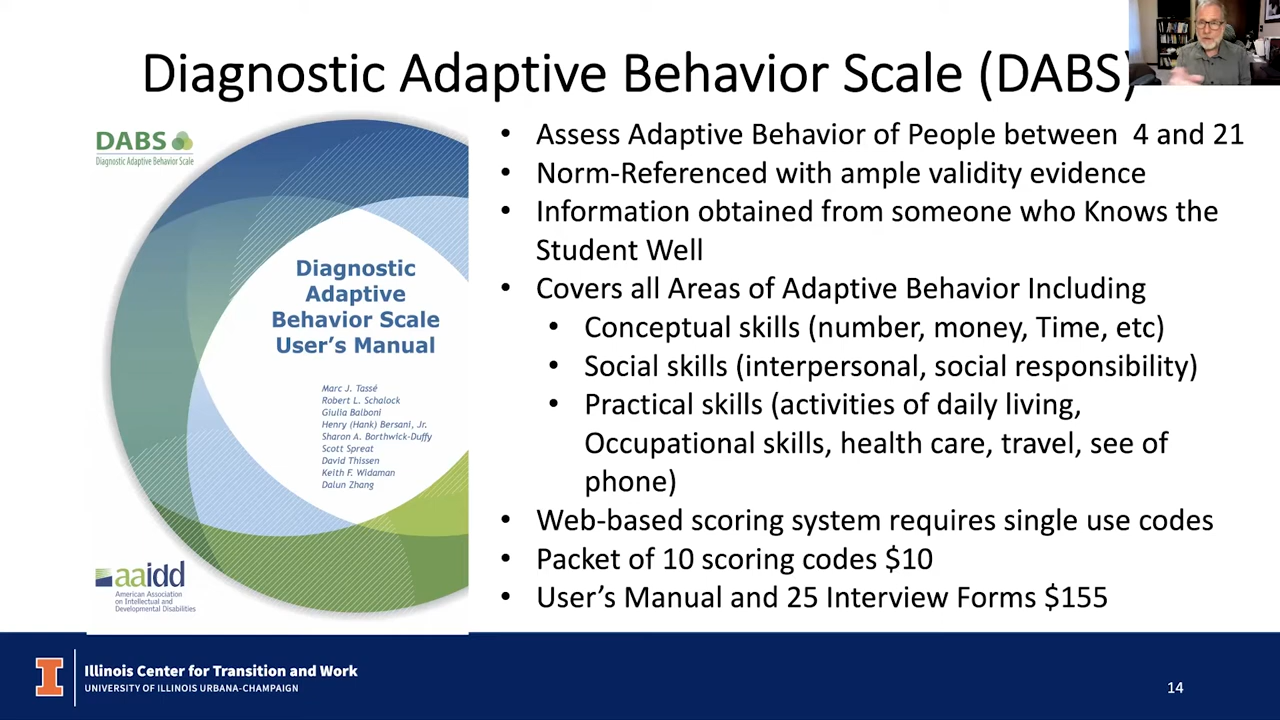 Diagnostic Adaptive Behavior Scale (DABS)
DABS
Diagnostic Adaptive Behavior Scale
Diagnostic
Adaptive
Behavior Scale
User's Manual
Marc J. Tassé
Robert L. Schalock
Giulia Balboni
Henry (Hank) Bersani, Jr.
Sharon A. Borthwick-Duffy
Scott Spreat
David Thissen
Keith F. Widaman
Dalun Zhang
aaidd
American Association
on Intellectual and
Developmental Disabilities
• Assess Adaptive Behavior of People between 4 and 21
• Norm-Referenced with ample validity evidence
• Information obtained from someone who Knows the
Student Well
• Covers all Areas of Adaptive Behavior Including
• Conceptual skills (number, money, Time, etc)
• Social skills (interpersonal, social responsibility)
• Practical skills (activities of daily living,
Occupational skills, health care, travel, see of
phone)
• Web-based scoring system requires single use codes
• Packet of 10 scoring codes $10
• User's Manual and 25 Interview Forms $155
I
Illinois Center for Transition and Work
UNIVERSITY OF ILLINOIS URBANA-CHAMPAIGN
14